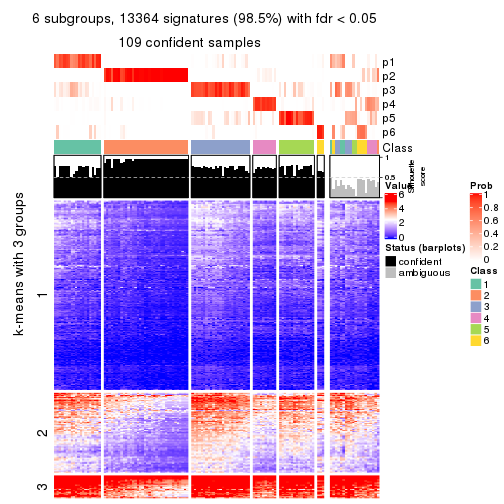 6 subgroups, 13364 signatures (98.5%) with fdr < 0.05
109 confident samples
p1
p2
p3
p4
p5
p6
Class
1
0.5
Silhouette
score
k-means with 3 groups
1
2
3
Value
6
4
2
0
Status (barplots)
confident
ambiguous
Prob
1
0.8
0.6
0.4
0.2
0
Class
1
2
3
4
5
6